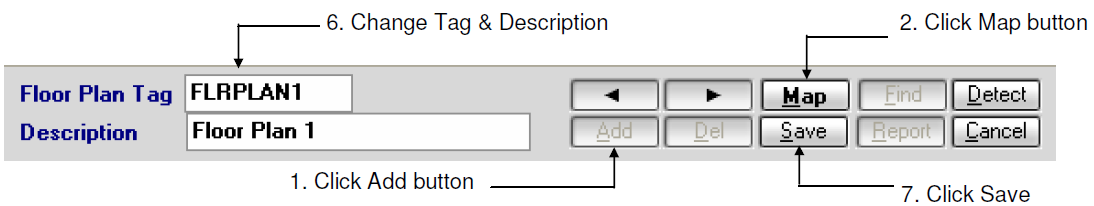 6. Change Tag & Description
2. Click Map button
Floor Plan Tag FLRPLAN1 Map Find Detect
Description Floor Plan 1 Add Del Save Report Cancel
1. Click Add button
7. Click Save